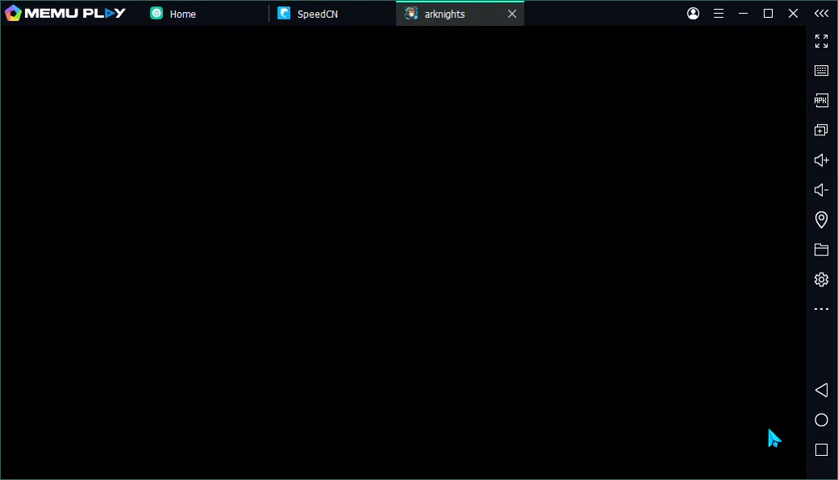 MEMU PLAY
Home
SpeedCN
arknights
APK